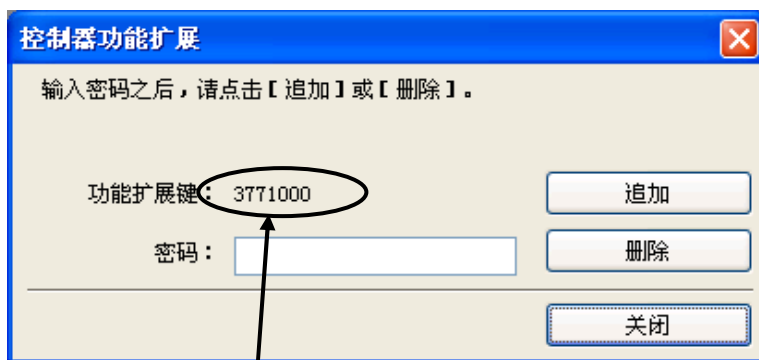 控制器功能扩展
输入密码之后，请点击[ 追加 ]或[ 删除 ]。
功能扩展键： 3771000
追加
密码：
删除
关闭